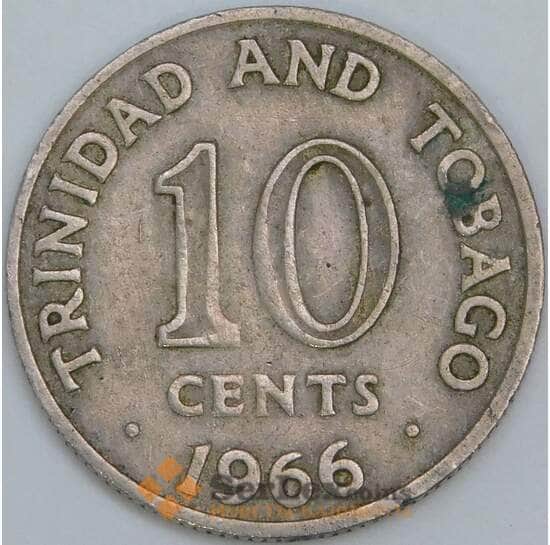 TRINIDAD AND TOBAGO
10
CENTS
• 1966 •